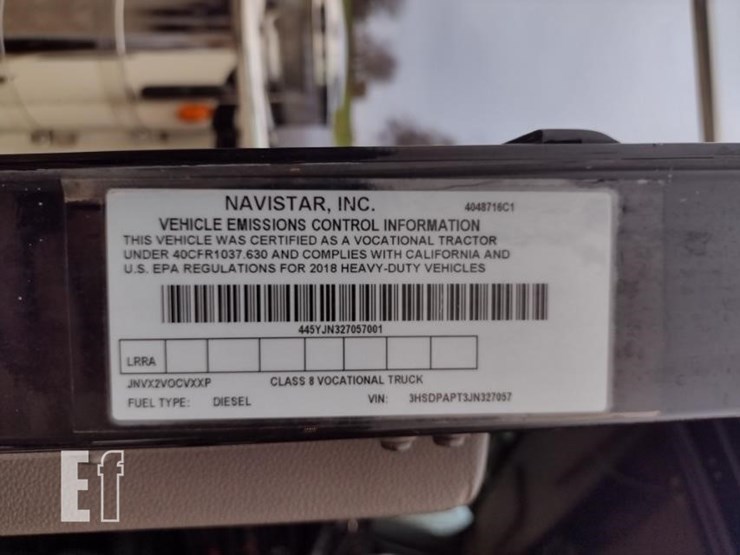 NAVISTAR, INC. 4048716C1
VEHICLE EMISSIONS CONTROL INFORMATION
THIS VEHICLE WAS CERTIFIED AS A VOCATIONAL TRACTOR
UNDER 40CFR1037.630 AND COMPLIES WITH CALIFORNIA AND
U.S. EPA REGULATIONS FOR 2018 HEAVY-DUTY VEHICLES
445YJN327057001
LRRA
JNVX2VOCVXXP CLASS 8 VOCATIONAL TRUCK
FUEL TYPE: DIESEL VIN: 3HSDPAPT3JN327057
Ef